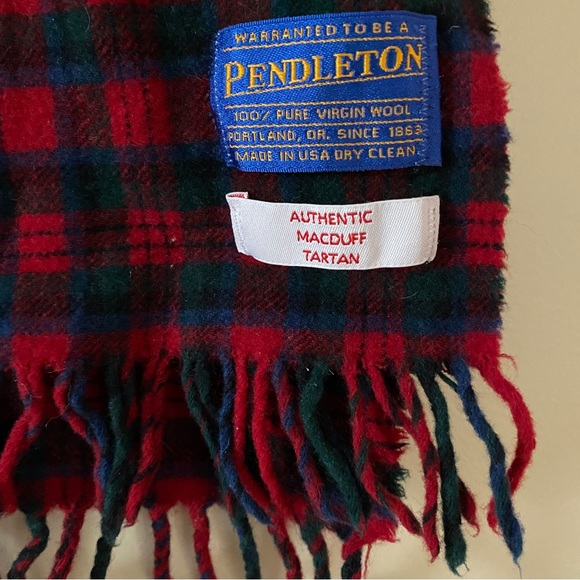 WARRANTED TO BE A
PENDLETON
100% PURE VIRGIN WOOL
PORTLAND, OR. SINCE 1863
MADE IN USA DRY CLEAN
AUTHENTIC
MACDUFF
TARTAN